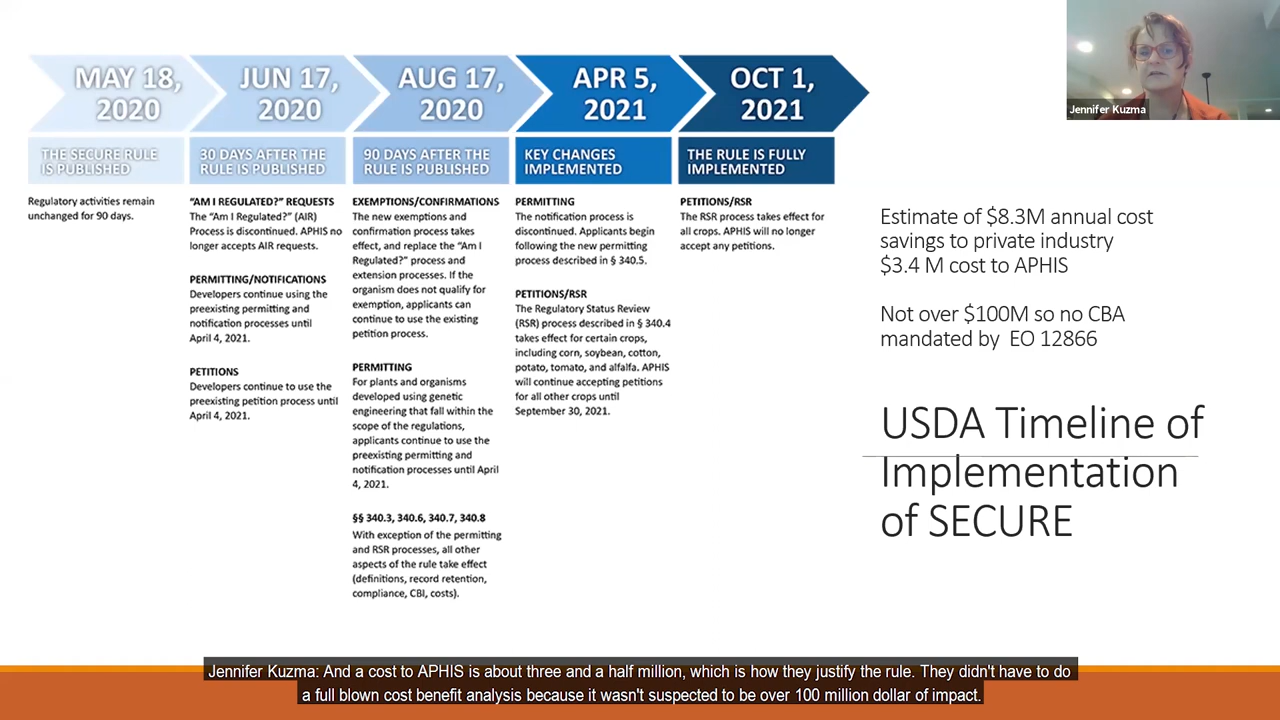 MAY 18,
2020
JUN 17,
2020
AUG 17,
2020
APR 5,
2021
OCT 1,
2021
THE SECURE RULE
IS PUBLISHED
30 DAYS AFTER THE
RULE IS PUBLISHED
90 DAYS AFTER THE
RULE IS PUBLISHED
KEY CHANGES
IMPLEMENTED
THE RULE IS FULLY
IMPLEMENTED
Regulatory activities remain
unchanged for 90 days.
“AM I REGULATED?” REQUESTS
The “Am I Regulated?” (AIR)
Process is discontinued. APHIS no
longer accepts AIR requests.
PERMITTING/NOTIFICATIONS
Developers continue using the
preexisting permitting and
notification processes until
April 4, 2021.
PETITIONS
Developers continue to use the
preexisting petition process until
April 4, 2021.
EXEMPTIONS/CONFIRMATIONS
The new exemptions and
confirmation process takes
effect, and replace the “Am I
Regulated?” process and
extension processes. If the
organism does not qualify for
exemption, applicants can
continue to use the existing
petition process.
PERMITTING
For plants and organisms
developed using genetic
engineering that fall within the
scope of the regulations,
applicants continue to use the
preexisting permitting and
notification processes until April
4, 2021.
§§ 340.3, 340.6, 340.7, 340.8
With exception of the permitting
and RSR processes, all other
aspects of the rule take effect
(definitions, record retention,
compliance, CBI, costs).
PERMITTING
The notification process is
discontinued. Applicants begin
following the new permitting
process described in § 340.5.
PETITIONS/RSR
The Regulatory Status Review
(RSR) process described in § 340.4
takes effect for certain crops,
including corn, soybean, cotton,
potato, tomato, and alfalfa. APHIS
will continue accepting petitions
for all other crops until
September 30, 2021.
PETITIONS/RSR
The RSR process takes effect for
all crops. APHIS will no longer
accept any petitions.
Jennifer Kuzma
Estimate of $8.3M annual cost
savings to private industry
$3.4 M cost to APHIS
Not over $100M so no CBA
mandated by EO 12866
USDA Timeline of
Implementation
of SECURE
Jennifer Kuzma: And a cost to APHIS is about three and a half million, which is how they justify the rule. They didn't have to do
a full blown cost benefit analysis because it wasn't suspected to be over 100 million dollar of impact.